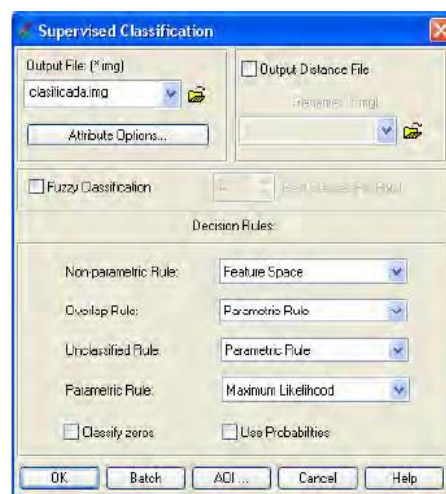 Supervised Classification
Output File: (*.img)
clasificada.img
Attribute Options...
Output Distance File
Filename: (*.img)
Fuzzy Classification
Decision Rules:
Non-parametric Rule:
Feature Space
Overlap Rule:
Parametric Rule
Unclassified Rule:
Parametric Rule
Parametric Rule:
Maximum Likelihood
Classify zeros
Use Probabilities
OK
Batch
AOI ...
Cancel
Help